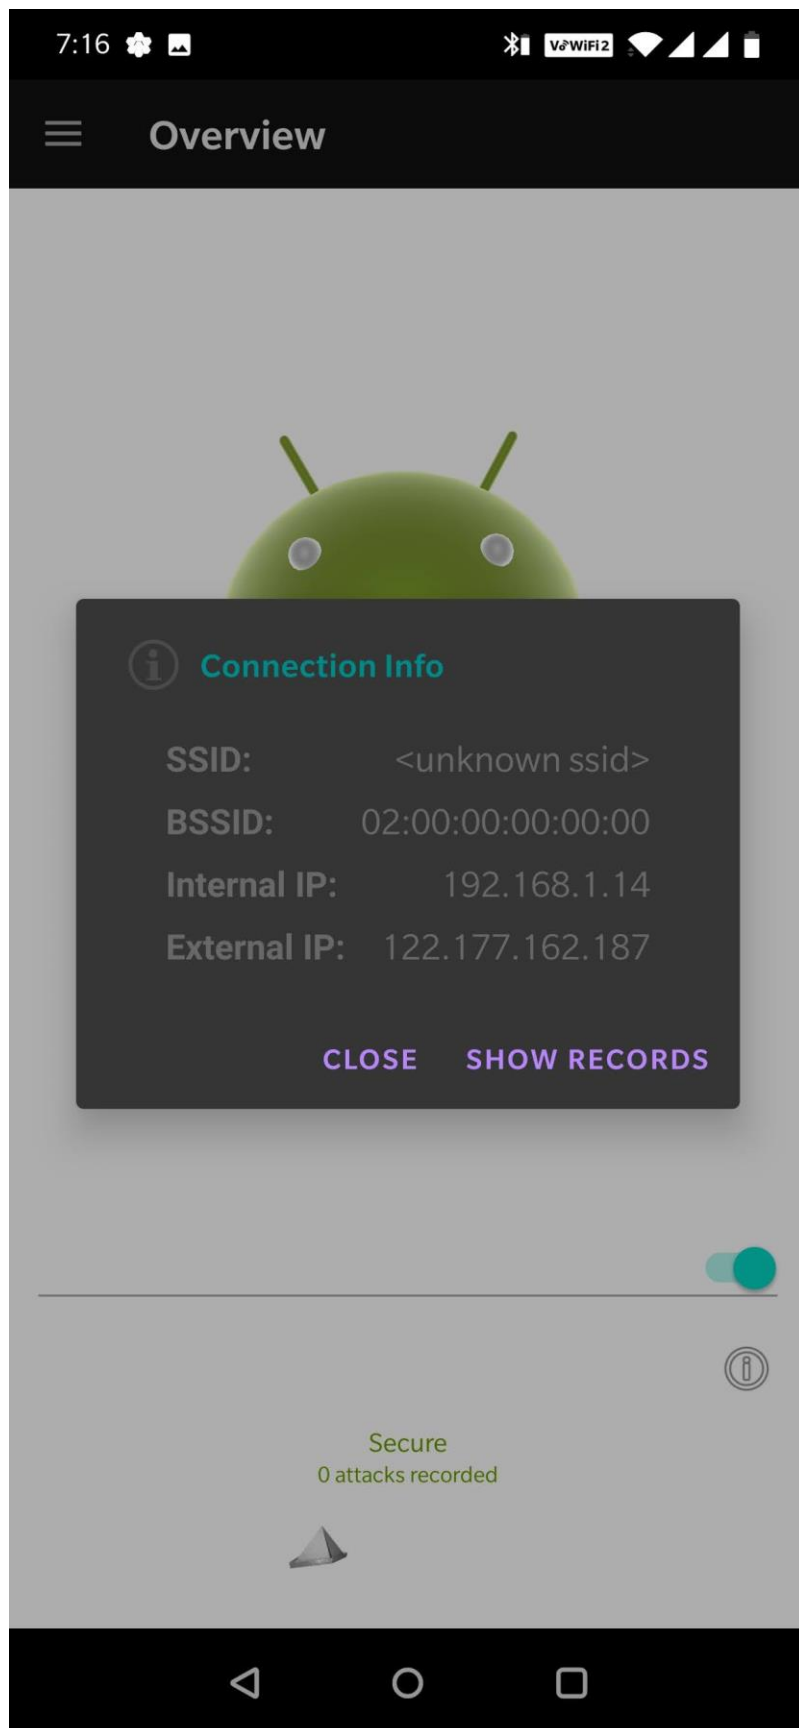 7:16 VoWiFi2
Overview
Connection Info
SSID: <unknown ssid>
BSSID: 02:00:00:00:00:00
Internal IP: 192.168.1.14
External IP: 122.177.162.187
CLOSE SHOW RECORDS
Secure
0 attacks recorded